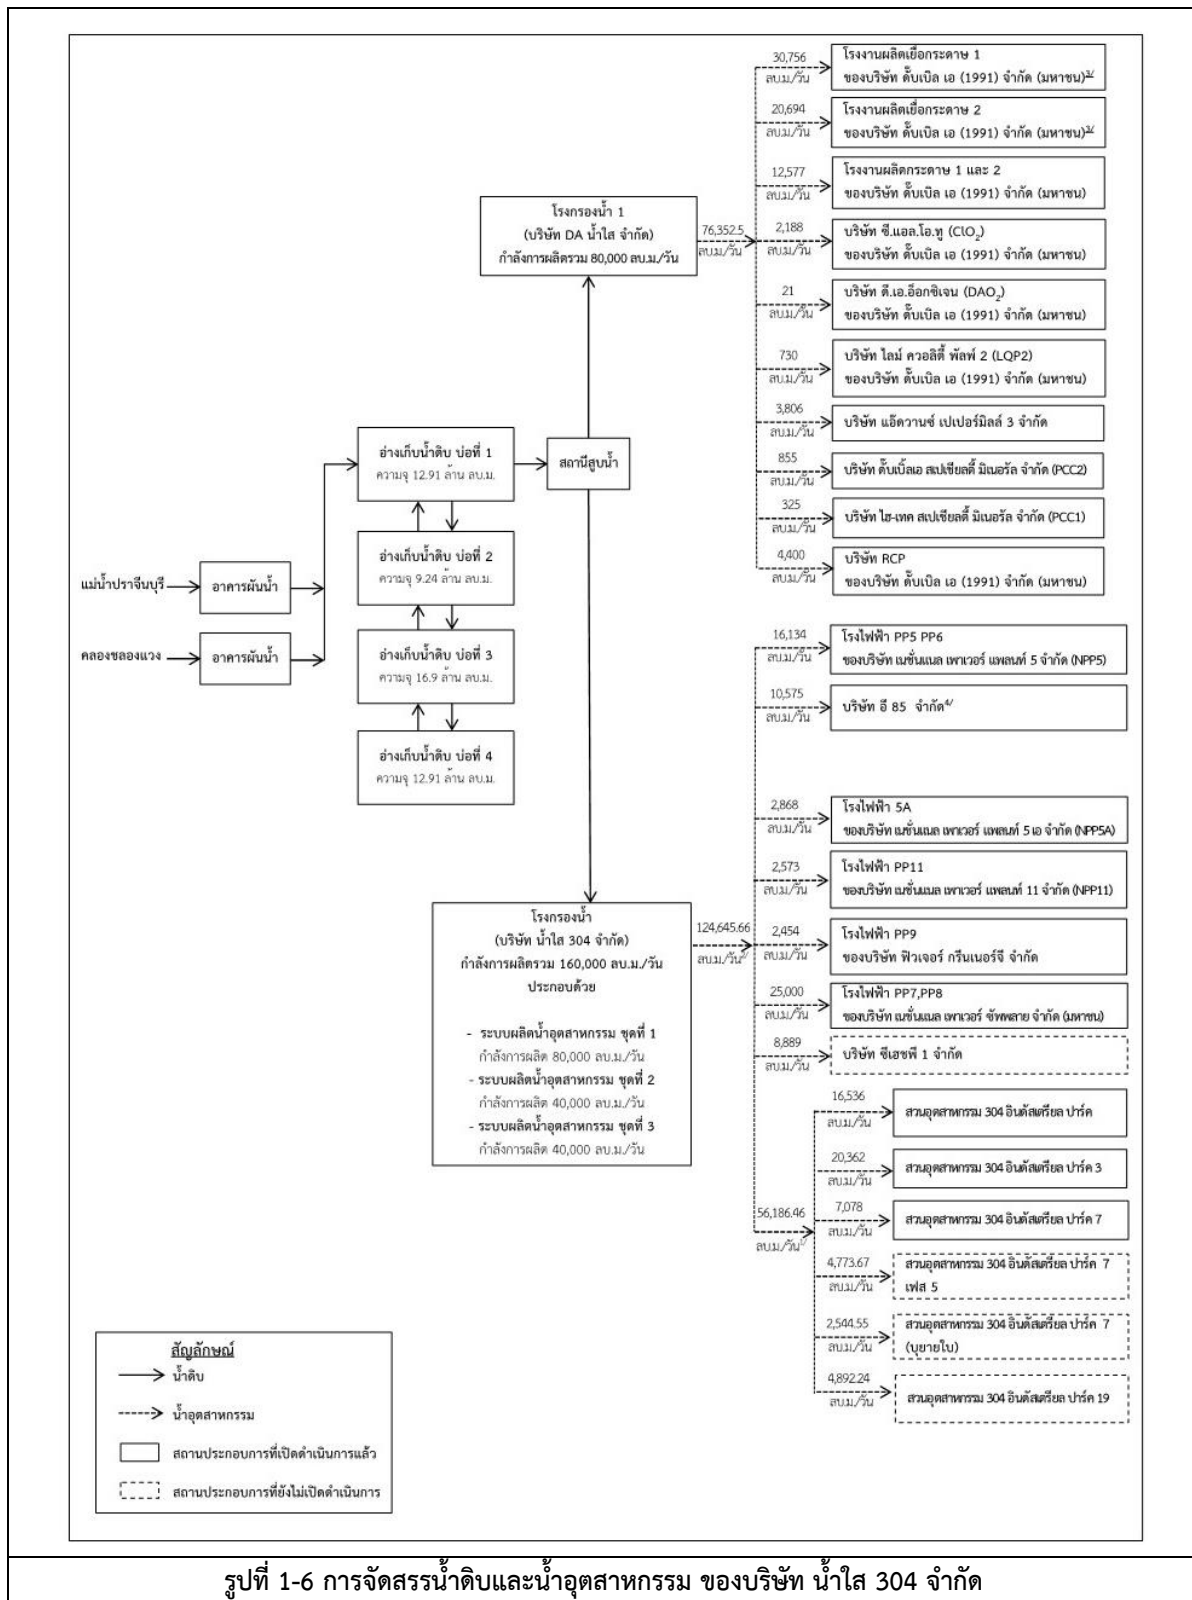 30,756
ลบ.ม./วัน
โรงงานผลิตเยื่อกระดาษ 1
ของบริษัท ดั๊บเบิล เอ (1991) จำกัด (มหาชน)3/
20,694
ลบ.ม./วัน
โรงงานผลิตเยื่อกระดาษ 2
ของบริษัท ดั๊บเบิล เอ (1991) จำกัด (มหาชน)3/
12,577
ลบ.ม./วัน
โรงงานผลิตกระดาษ 1 และ 2
ของบริษัท ดั๊บเบิล เอ (1991) จำกัด (มหาชน)
โรงกรองน้ำ 1
(บริษัท DA น้ำใส จำกัด)
กำลังการผลิตรวม 80,000 ลบ.ม./วัน
76,352.5
ลบ.ม./วัน
2,188
ลบ.ม./วัน
บริษัท ซี.แอล.โอ.ทู (ClO2)
ของบริษัท ดั๊บเบิล เอ (1991) จำกัด (มหาชน)
21
ลบ.ม./วัน
บริษัท ดี.เอ.อ็อกซิเจน (DAO2)
ของบริษัท ดั๊บเบิล เอ (1991) จำกัด (มหาชน)
730
ลบ.ม./วัน
บริษัท ไลม์ ควอลิตี้ พัลพ์ 2 (LQP2)
ของบริษัท ดั๊บเบิล เอ (1991) จำกัด (มหาชน)
3,806
ลบ.ม./วัน
บริษัท แอ๊ดวานซ์ เปเปอร์มิลล์ 3 จำกัด
855
ลบ.ม./วัน
บริษัท ดั๊บเบิ้ลเอ สเปเชียลตี้ มิเนอรัล จำกัด (PCC2)
325
ลบ.ม./วัน
บริษัท ไฮ-เทค สเปเชียลตี้ มิเนอรัล จำกัด (PCC1)
4,400
ลบ.ม./วัน
บริษัท RCP
ของบริษัท ดั๊บเบิล เอ (1991) จำกัด (มหาชน)
อ่างเก็บน้ำดิบ บ่อที่ 1
ความจุ 12.91 ล้าน ลบ.ม.
สถานีสูบน้ำ
อ่างเก็บน้ำดิบ บ่อที่ 2
ความจุ 9.24 ล้าน ลบ.ม.
แม่น้ำปราจีนบุรี
อาคารผันน้ำ
คลองชลองแวง
อาคารผันน้ำ
อ่างเก็บน้ำดิบ บ่อที่ 3
ความจุ 16.9 ล้าน ลบ.ม.
อ่างเก็บน้ำดิบ บ่อที่ 4
ความจุ 12.91 ล้าน ลบ.ม.
16,134
ลบ.ม./วัน
โรงไฟฟ้า PP5 PP6
ของบริษัท เนชั่นแนล เพาเวอร์ แพลนท์ 5 จำกัด (NPP5)
10,575
ลบ.ม./วัน
บริษัท อี 85 จำกัด4/
2,868
ลบ.ม./วัน
โรงไฟฟ้า 5A
ของบริษัท เนชั่นแนล เพาเวอร์ แพลนท์ 5 เอ จำกัด (NPP5A)
2,573
ลบ.ม./วัน
โรงไฟฟ้า PP11
ของบริษัท เนชั่นแนล เพาเวอร์ แพลนท์ 11 จำกัด (NPP11)
โรงกรองน้ำ
(บริษัท น้ำใส 304 จำกัด)
กำลังการผลิตรวม 160,000 ลบ.ม./วัน
ประกอบด้วย
- ระบบผลิตน้ำอุตสาหกรรม ชุดที่ 1
กำลังการผลิต 80,000 ลบ.ม./วัน
- ระบบผลิตน้ำอุตสาหกรรม ชุดที่ 2
กำลังการผลิต 40,000 ลบ.ม./วัน
- ระบบผลิตน้ำอุตสาหกรรม ชุดที่ 3
กำลังการผลิต 40,000 ลบ.ม./วัน
124,645.66
ลบ.ม./วัน
2,454
ลบ.ม./วัน
โรงไฟฟ้า PP9
ของบริษัท ฟิวเจอร์ กรีนเนอร์จี จำกัด
25,000
ลบ.ม./วัน
โรงไฟฟ้า PP7,PP8
ของบริษัท เนชั่นแนล เพาเวอร์ ซัพพลาย จำกัด (มหาชน)
8,889
ลบ.ม./วัน
บริษัท ซีเฮชพี 1 จำกัด
56,186.46
ลบ.ม./วัน
16,536
ลบ.ม./วัน
สวนอุตสาหกรรม 304 อินดัสเตรียล ปาร์ค
20,362
ลบ.ม./วัน
สวนอุตสาหกรรม 304 อินดัสเตรียล ปาร์ค 3
7,078
ลบ.ม./วัน
สวนอุตสาหกรรม 304 อินดัสเตรียล ปาร์ค 7
4,773.67
ลบ.ม./วัน
สวนอุตสาหกรรม 304 อินดัสเตรียล ปาร์ค 7
เฟส 5
2,544.55
ลบ.ม./วัน
สวนอุตสาหกรรม 304 อินดัสเตรียล ปาร์ค 7
(บุยายใบ)
4,892.24
ลบ.ม./วัน
สวนอุตสาหกรรม 304 อินดัสเตรียล ปาร์ค 19
สัญลักษณ์
น้ำดิบ
น้ำอุตสาหกรรม
สถานประกอบการที่เปิดดำเนินการแล้ว
สถานประกอบการที่ยังไม่เปิดดำเนินการ
รูปที่ 1-6 การจัดสรรน้ำดิบและน้ำอุตสาหกรรม ของบริษัท น้ำใส 304 จำกัด